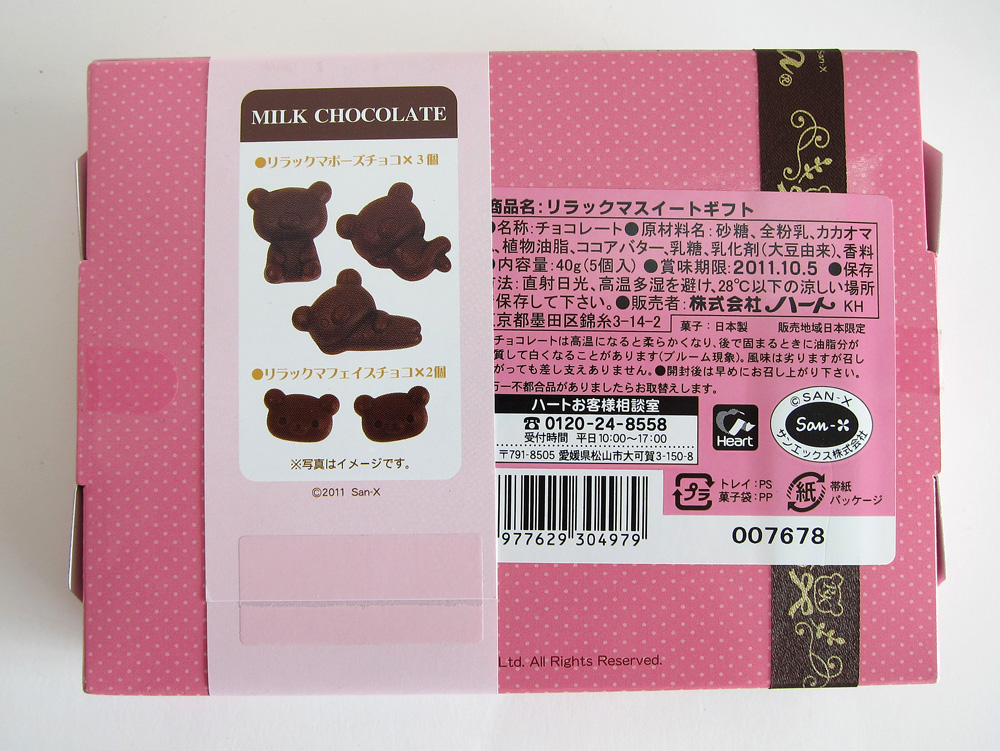 MILK CHOCOLATE
●リラックマポーズチョコ×3個
●リラックマフェイスチョコ×2個
※写真はイメージです。
©2011 San-X
San-X
®
商品名:リラックマスイートギフト
●名称:チョコレート●原材料名:砂糖、全粉乳、カカオマ
、植物油脂、ココアバター、乳糖、乳化剤(大豆由来)、香料
●内容量:40g(5個入) ●賞味期限:2011.10.5 ●保存
方法:直射日光、高温多湿を避け、28℃以下の涼しい場所
で保存して下さい。●販売者:株式会社ハート KH
東京都墨田区錦糸3-14-2 菓子:日本製 販売地域日本限定
チョコレートは高温になると柔らかくなり、後で固まるときに油脂分が
質して白くなることがあります(ブルーム現象)。風味は劣りますが召し
がっても差し支えありません。●開封後は早めにお召し上がり下さい。
万一不都合品がありましたらお取替えします。
ハートお客様相談室
0120-24-8558
受付時間 平日10:00〜17:00
〒791-8505 愛媛県松山市大可賀3-150-8
Heart
©SAN-X
San-X
サンエックス株式会社
プラ
トレイ:PS
菓子袋:PP
紙
帯紙
パッケージ
977629 304979
007678
Ltd. All Rights Reserved.